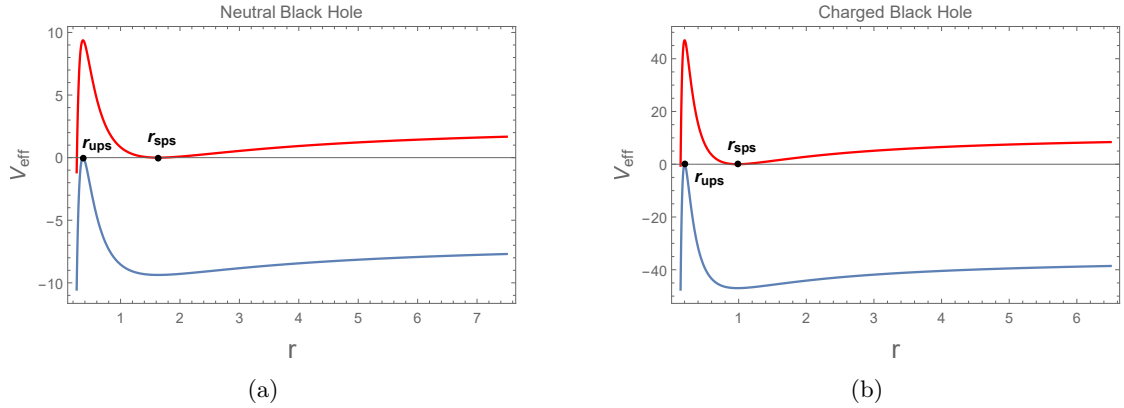 Neutral Black Hole
10
5
0
−5
−10
V_eff
r_ups
r_sps
1 2 3 4 5 6 7
r
(a)
Charged Black Hole
40
20
0
−20
−40
V_eff
r_sps
r_ups
1 2 3 4 5 6
r
(b)